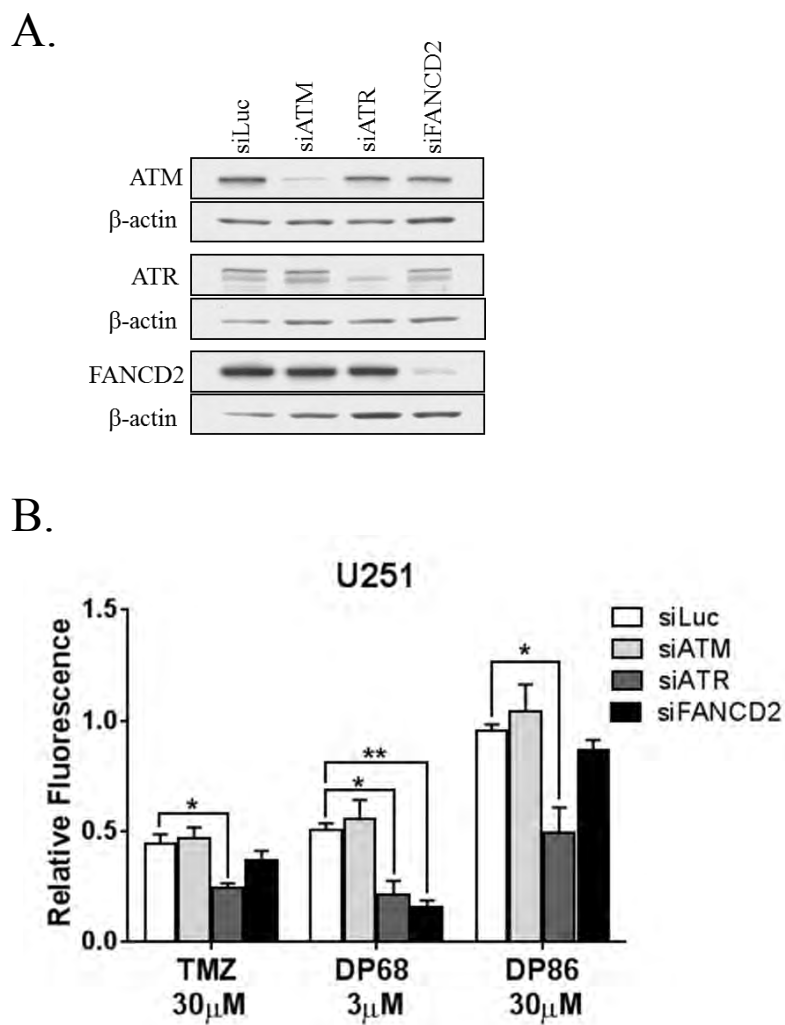 A.
siLuc
siATM
siATR
siFANCD2
ATM
β-actin
ATR
β-actin
FANCD2
β-actin
B.
U251
Relative Fluorescence
1.5
1.0
0.5
0.0
*
*
**
*
siLuc
siATM
siATR
siFANCD2
TMZ
30μM
DP68
3μM
DP86
30μM